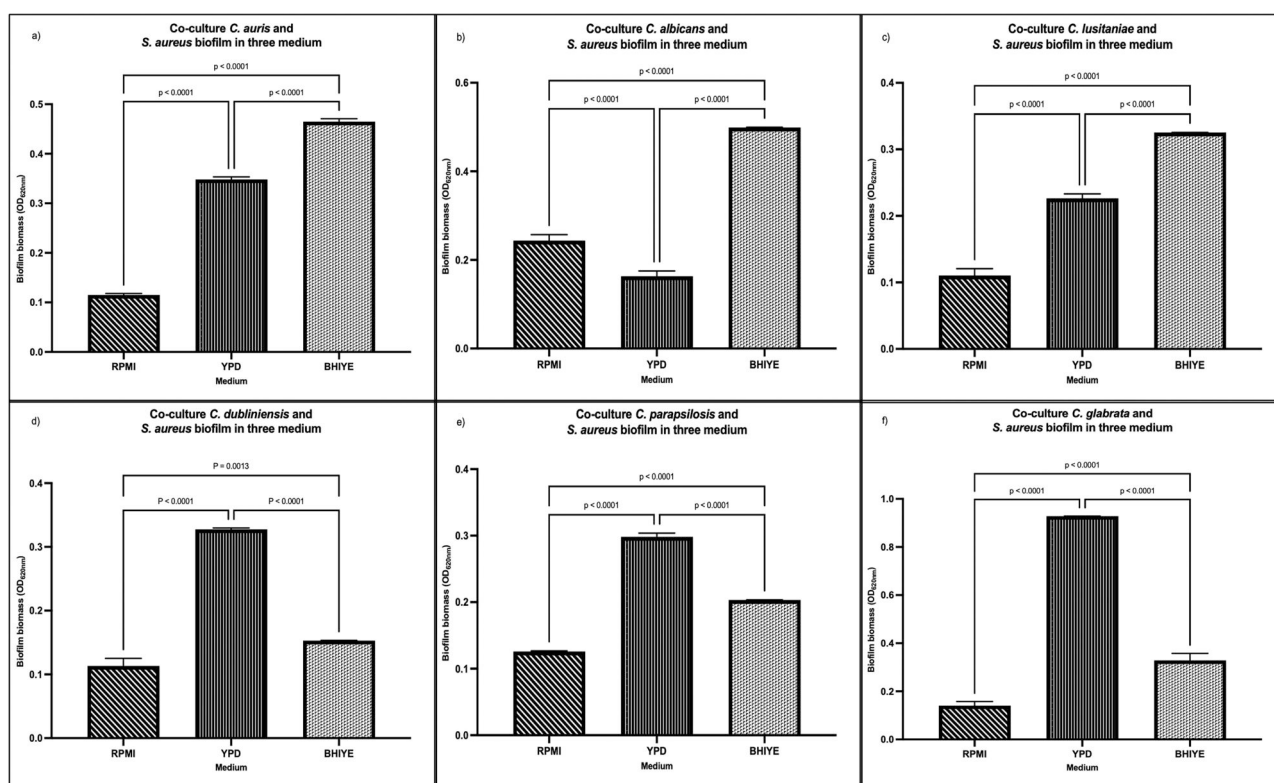 a)
Co-culture C. auris and
S. aureus biofilm in three medium
p < 0.0001
p < 0.0001
p < 0.0001
Biofilm biomass (OD620nm)
0.5
0.4
0.3
0.2
0.1
0.0
RPMI
YPD
BHIYE
Medium
b)
Co-culture C. albicans and
S. aureus biofilm in three medium
p < 0.0001
p < 0.0001
p < 0.0001
Biofilm biomass (OD620nm)
0.6
0.4
0.2
0.0
RPMI
YPD
BHIYE
Medium
c)
Co-culture C. lusitaniae and
S. aureus biofilm in three medium
p < 0.0001
p < 0.0001
p < 0.0001
Biofilm biomass (OD620nm)
0.4
0.3
0.2
0.1
0.0
RPMI
YPD
BHIYE
Medium
d)
Co-culture C. dubliniensis and
S. aureus biofilm in three medium
P = 0.0013
P < 0.0001
P < 0.0001
Biofilm biomass (OD620nm)
0.4
0.3
0.2
0.1
0.0
RPMI
YPD
BHIYE
Medium
e)
Co-culture C. parapsilosis and
S. aureus biofilm in three medium
p < 0.0001
p < 0.0001
p < 0.0001
Biofilm biomass (OD620nm)
0.4
0.3
0.2
0.1
0.0
RPMI
YPD
BHIYE
Medium
f)
Co-culture C. glabrata and
S. aureus biofilm in three medium
p < 0.0001
p < 0.0001
p < 0.0001
Biofilm biomass (OD620nm)
1.0
0.8
0.6
0.4
0.2
0.0
RPMI
YPD
BHIYE
Medium